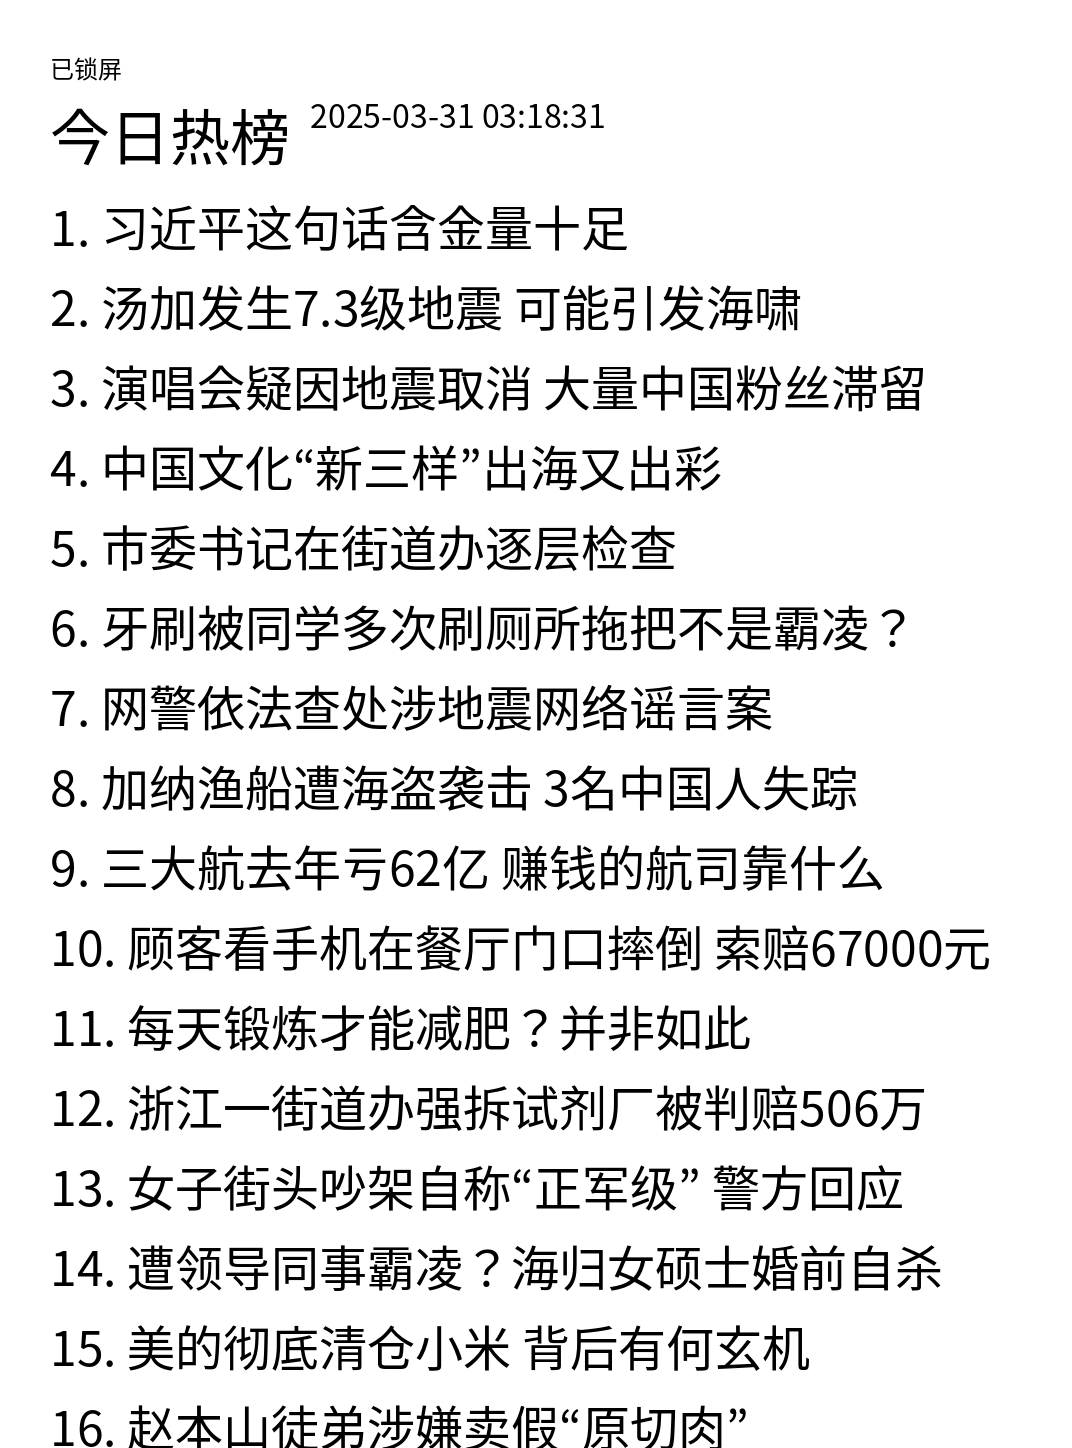 已锁屏
今日热榜 2025-03-31 03:18:31
1. 习近平这句话含金量十足
2. 汤加发生7.3级地震 可能引发海啸
3. 演唱会疑因地震取消 大量中国粉丝滞留
4. 中国文化“新三样”出海又出彩
5. 市委书记在街道办逐层检查
6. 牙刷被同学多次刷厕所拖把不是霸凌？
7. 网警依法查处涉地震网络谣言案
8. 加纳渔船遭海盗袭击 3名中国人失踪
9. 三大航去年亏62亿 赚钱的航司靠什么
10. 顾客看手机在餐厅门口摔倒 索赔67000元
11. 每天锻炼才能减肥？并非如此
12. 浙江一街道办强拆试剂厂被判赔506万
13. 女子街头吵架自称“正军级” 警方回应
14. 遭领导同事霸凌？海归女硕士婚前自杀
15. 美的彻底清仓小米 背后有何玄机
16. 赵本山徒弟涉嫌卖假“原切肉”